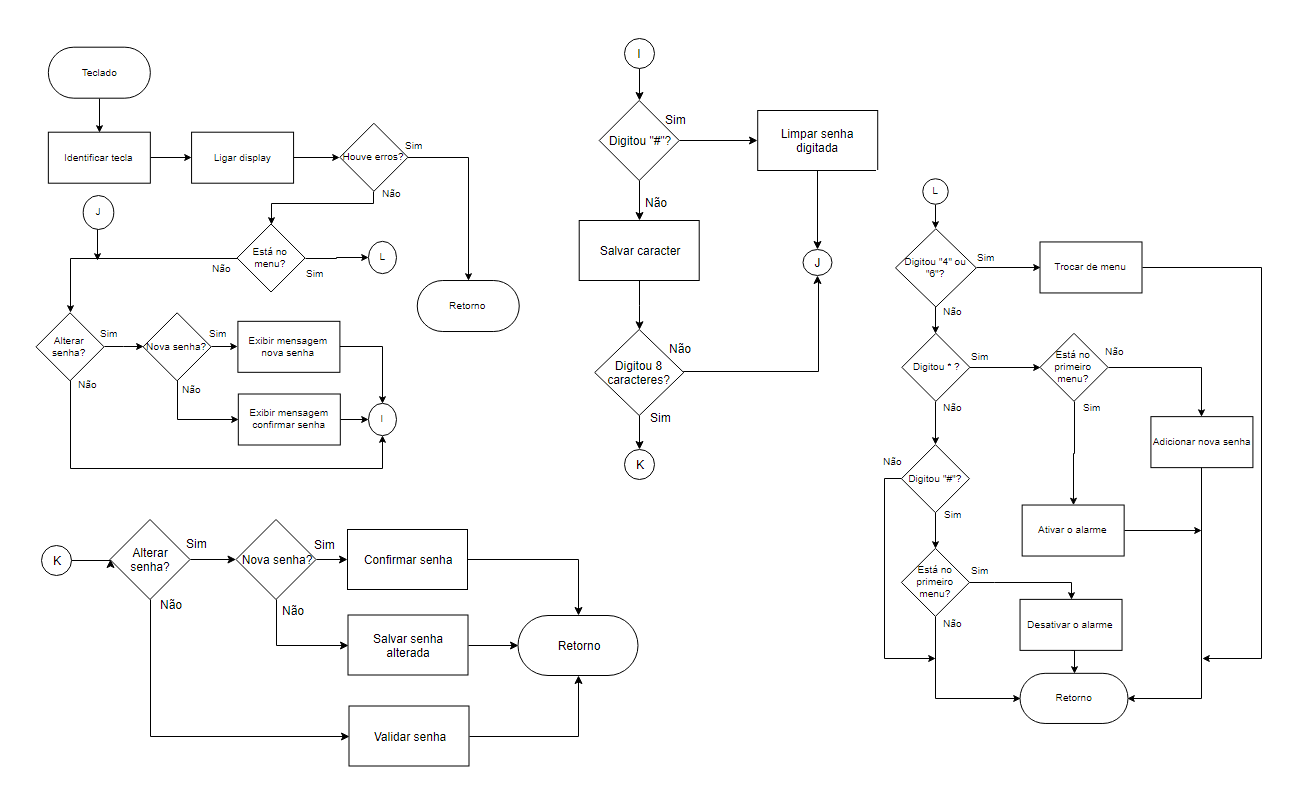 Teclado
Identificar tecla
Ligar display
Houve erros?
Sim
Não
J
Está no
menu?
Não
Sim
L
Retorno
Alterar
senha?
Sim
Não
Nova senha?
Sim
Não
Exibir mensagem
nova senha
Exibir mensagem
confirmar senha
I
I
Digitou "#"?
Sim
Limpar senha
digitada
Não
Salvar caracter
J
Digitou 8
caracteres?
Não
Sim
K
L
Digitou "4" ou
"6"?
Sim
Trocar de menu
Não
Digitou * ?
Sim
Está no
primeiro
menu?
Não
Sim
Não
Adicionar nova senha
Não
Digitou "#"?
Sim
Ativar o alarme
Está no
primeiro
menu?
Sim
Não
Desativar o alarme
Retorno
K
Alterar
senha?
Sim
Não
Nova senha?
Sim
Não
Confirmar senha
Salvar senha
alterada
Retorno
Validar senha